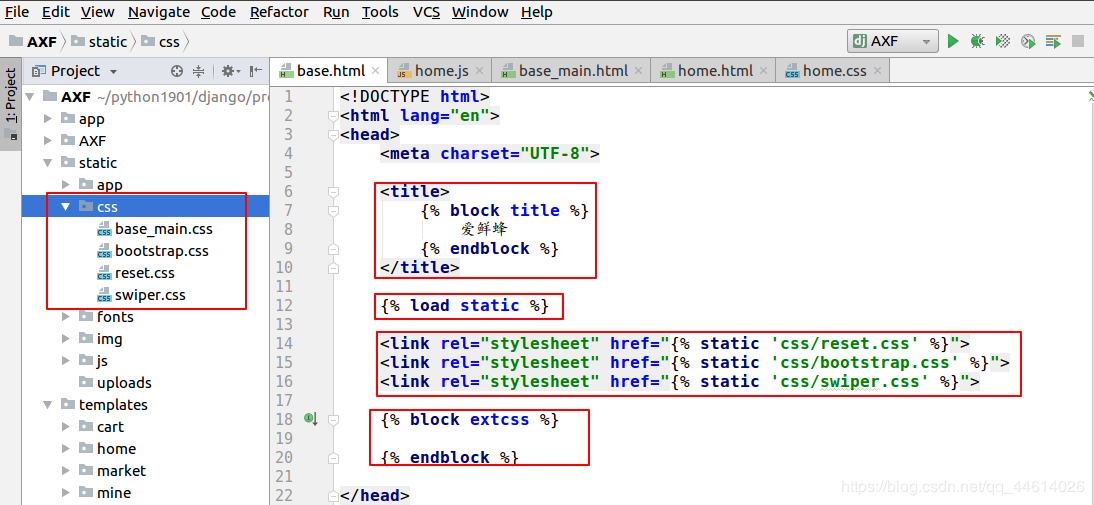 File Edit View Navigate Code Refactor Run Tools VCS Window Help
AXF static css AXF
1: Project
Project
base.html home.js base_main.html home.html home.css
AXF ~/python1901/django/pro
app
AXF
static
app
css
base_main.css
bootstrap.css
reset.css
swiper.css
fonts
img
js
uploads
templates
cart
home
market
mine
1 <!DOCTYPE html>
2 <html lang="en">
3 <head>
4 <meta charset="UTF-8">
5
6 <title>
7 {% block title %}
8 爱鲜蜂
9 {% endblock %}
10 </title>
11
12 {% load static %}
13
14 <link rel="stylesheet" href="{% static 'css/reset.css' %}">
15 <link rel="stylesheet" href="{% static 'css/bootstrap.css' %}">
16 <link rel="stylesheet" href="{% static 'css/swiper.css' %}">
17
18 {% block extcss %}
19
20 {% endblock %}
21
22 </head>
https://blog.csdn.net/qq_44614026